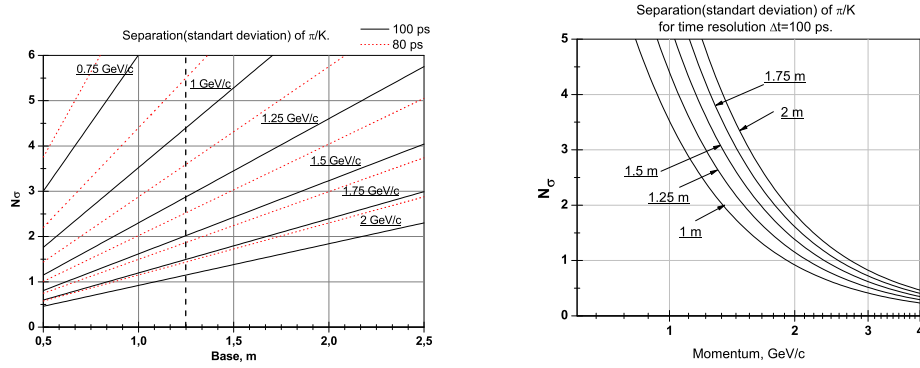 Separation(standart deviation) of π/K.
100 ps
80 ps
6
5
4
3
2
1
0
Nσ
0.75 GeV/c
1 GeV/c
1.25 GeV/c
1.5 GeV/c
1.75 GeV/c
2 GeV/c
0,5
1,0
1,5
2,0
2,5
Base, m
Separation(standart deviation) of π/K
for time resolution Δt=100 ps.
5
4
3
2
1
0
Nσ
1.75 m
2 m
1.5 m
1.25 m
1 m
1
2
3
4
Momentum, GeV/c